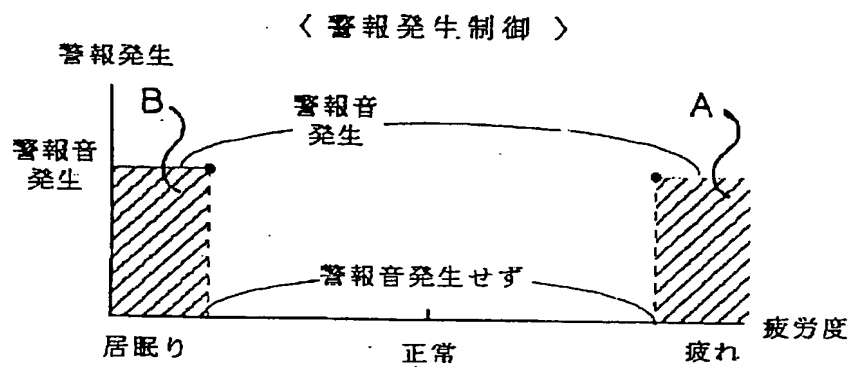 〈 警報発生制御 〉
警報発生
B
警報音
発生
A
警報音
発生
警報音発生せず
疲労度
居眠り
正常
疲れ